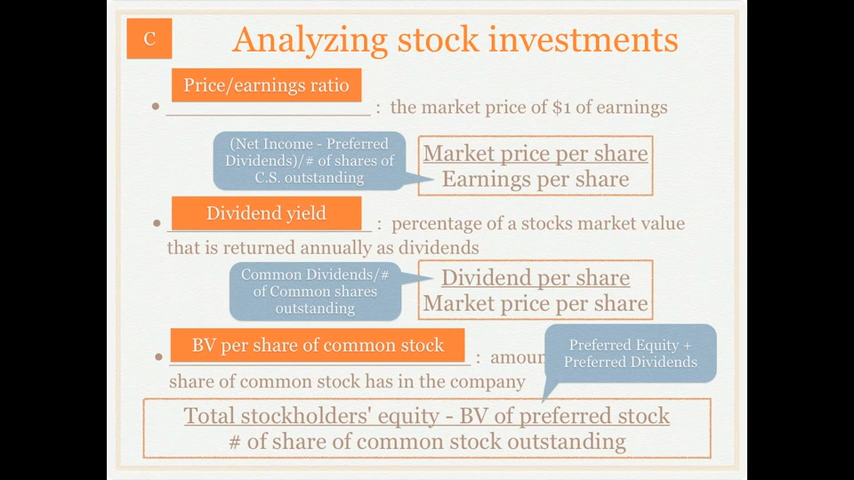 C
Analyzing stock investments
Price/earnings ratio
• : the market price of $1 of earnings
(Net Income - Preferred
Dividends)/# of shares of
C.S. outstanding
Market price per share
Earnings per share
Dividend yield
• : percentage of a stocks market value
that is returned annually as dividends
Common Dividends/#
of Common shares
outstanding
Dividend per share
Market price per share
BV per share of common stock
Preferred Equity +
Preferred Dividends
• :
share of common stock has in the company
Total stockholders' equity - BV of preferred stock
# of share of common stock outstanding